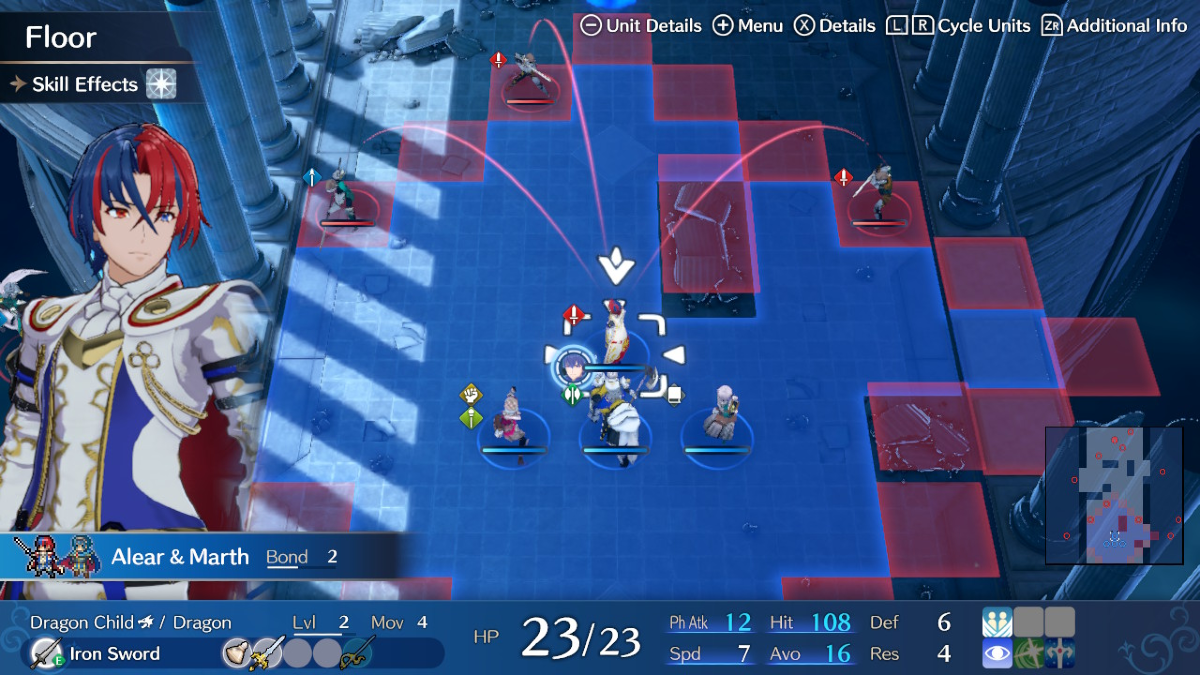 Floor
Skill Effects
Unit Details Menu X Details L R Cycle Units ZR Additional Info
Alear & Marth Bond 2
Dragon Child / Dragon Lvl 2 Mov 4
E Iron Sword
HP 23/23
Ph Atk 12 Hit 108 Def 6
Spd 7 Avo 16 Res 4